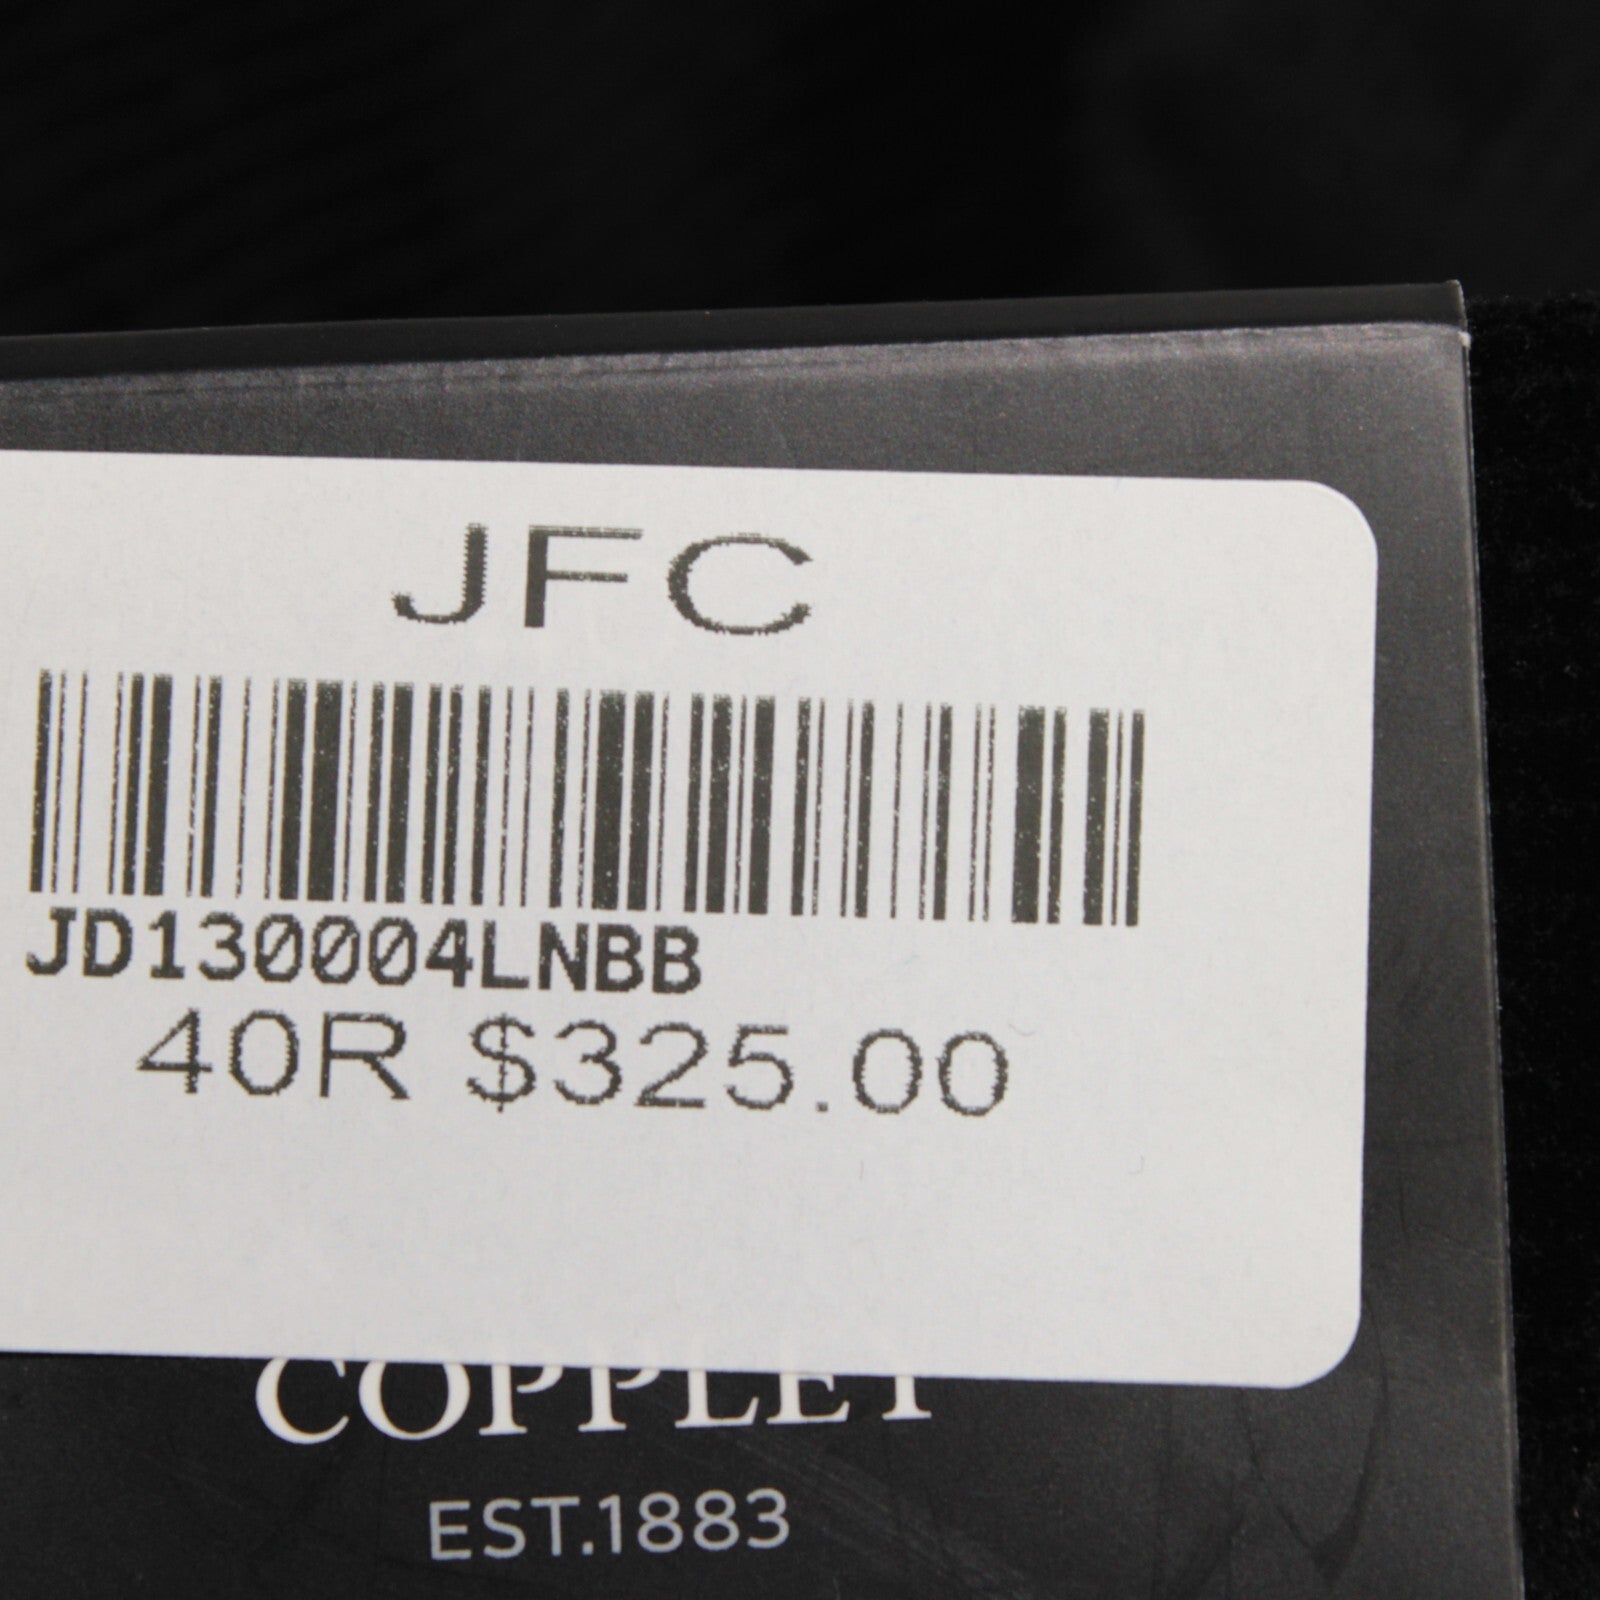 JFC
JD130004LNBB
40R $325.00
COPPLEY
EST.1883